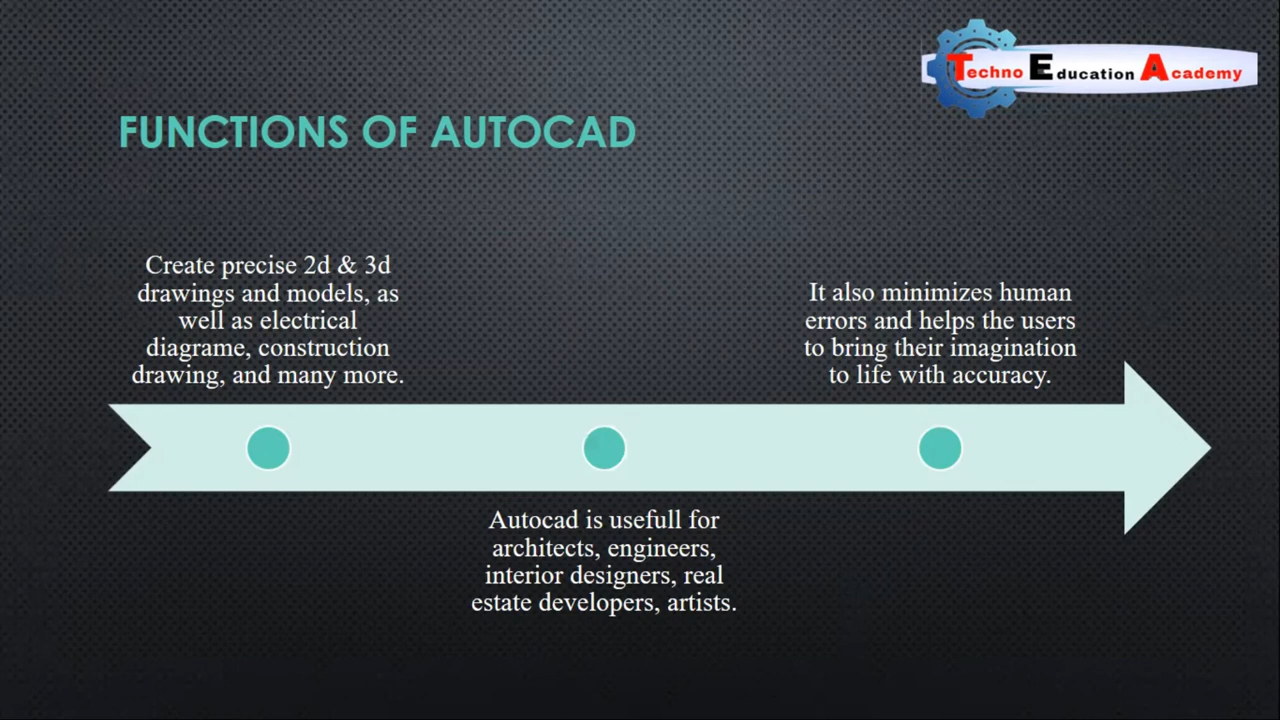 Techno Education Academy
FUNCTIONS OF AUTOCAD
Create precise 2d & 3d
drawings and models, as
well as electrical
diagrame, construction
drawing, and many more.
It also minimizes human
errors and helps the users
to bring their imagination
to life with accuracy.
Autocad is usefull for
architects, engineers,
interior designers, real
estate developers, artists.